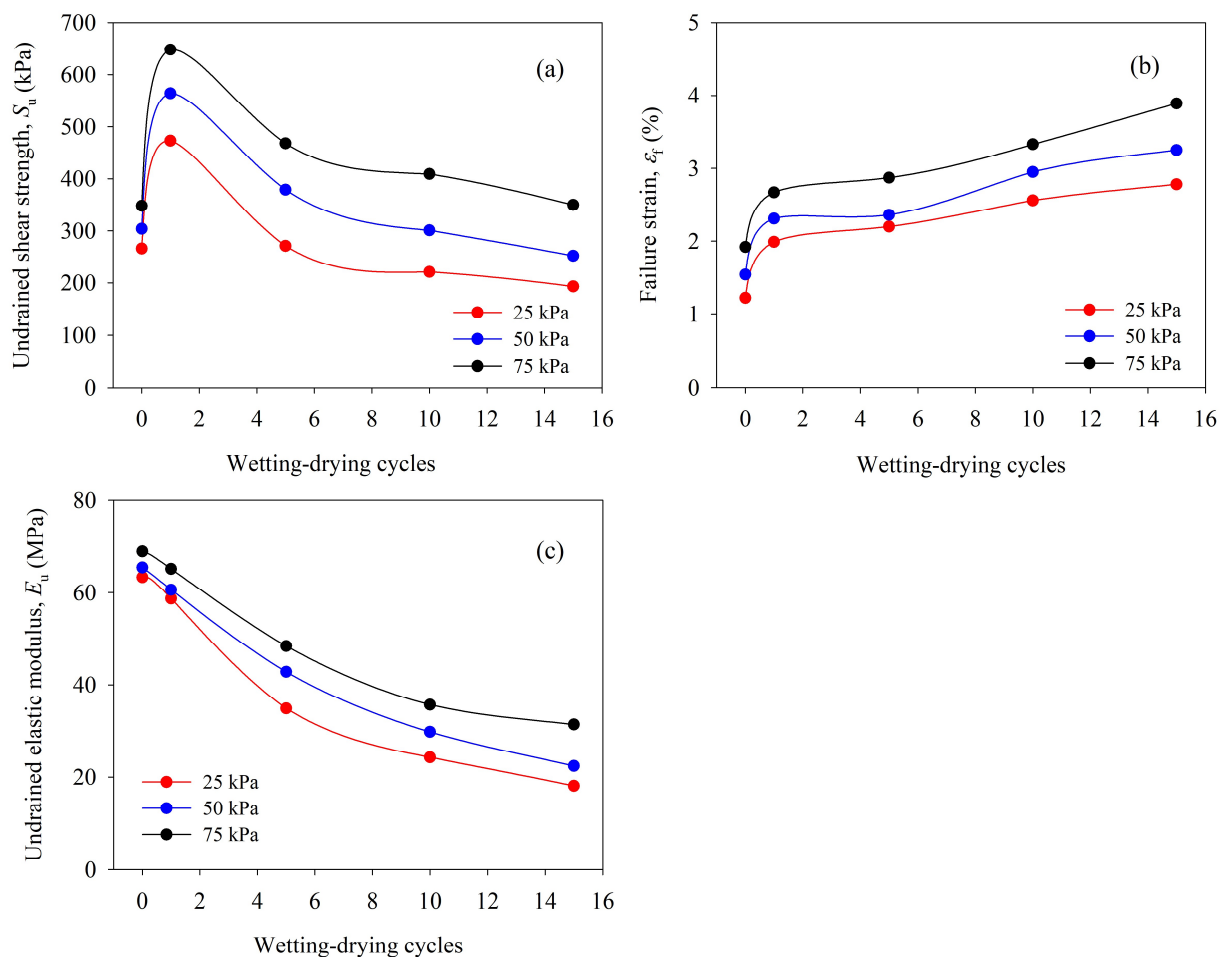 700
600
500
400
300
200
100
0
Undrained shear strength, Su (kPa)
(a)
25 kPa
50 kPa
75 kPa
0 2 4 6 8 10 12 14 16
Wetting-drying cycles
5
4
3
2
1
0
Failure strain, εf (%)
(b)
25 kPa
50 kPa
75 kPa
0 2 4 6 8 10 12 14 16
Wetting-drying cycles
80
60
40
20
0
Undrained elastic modulus, Eu (MPa)
(c)
25 kPa
50 kPa
75 kPa
0 2 4 6 8 10 12 14 16
Wetting-drying cycles